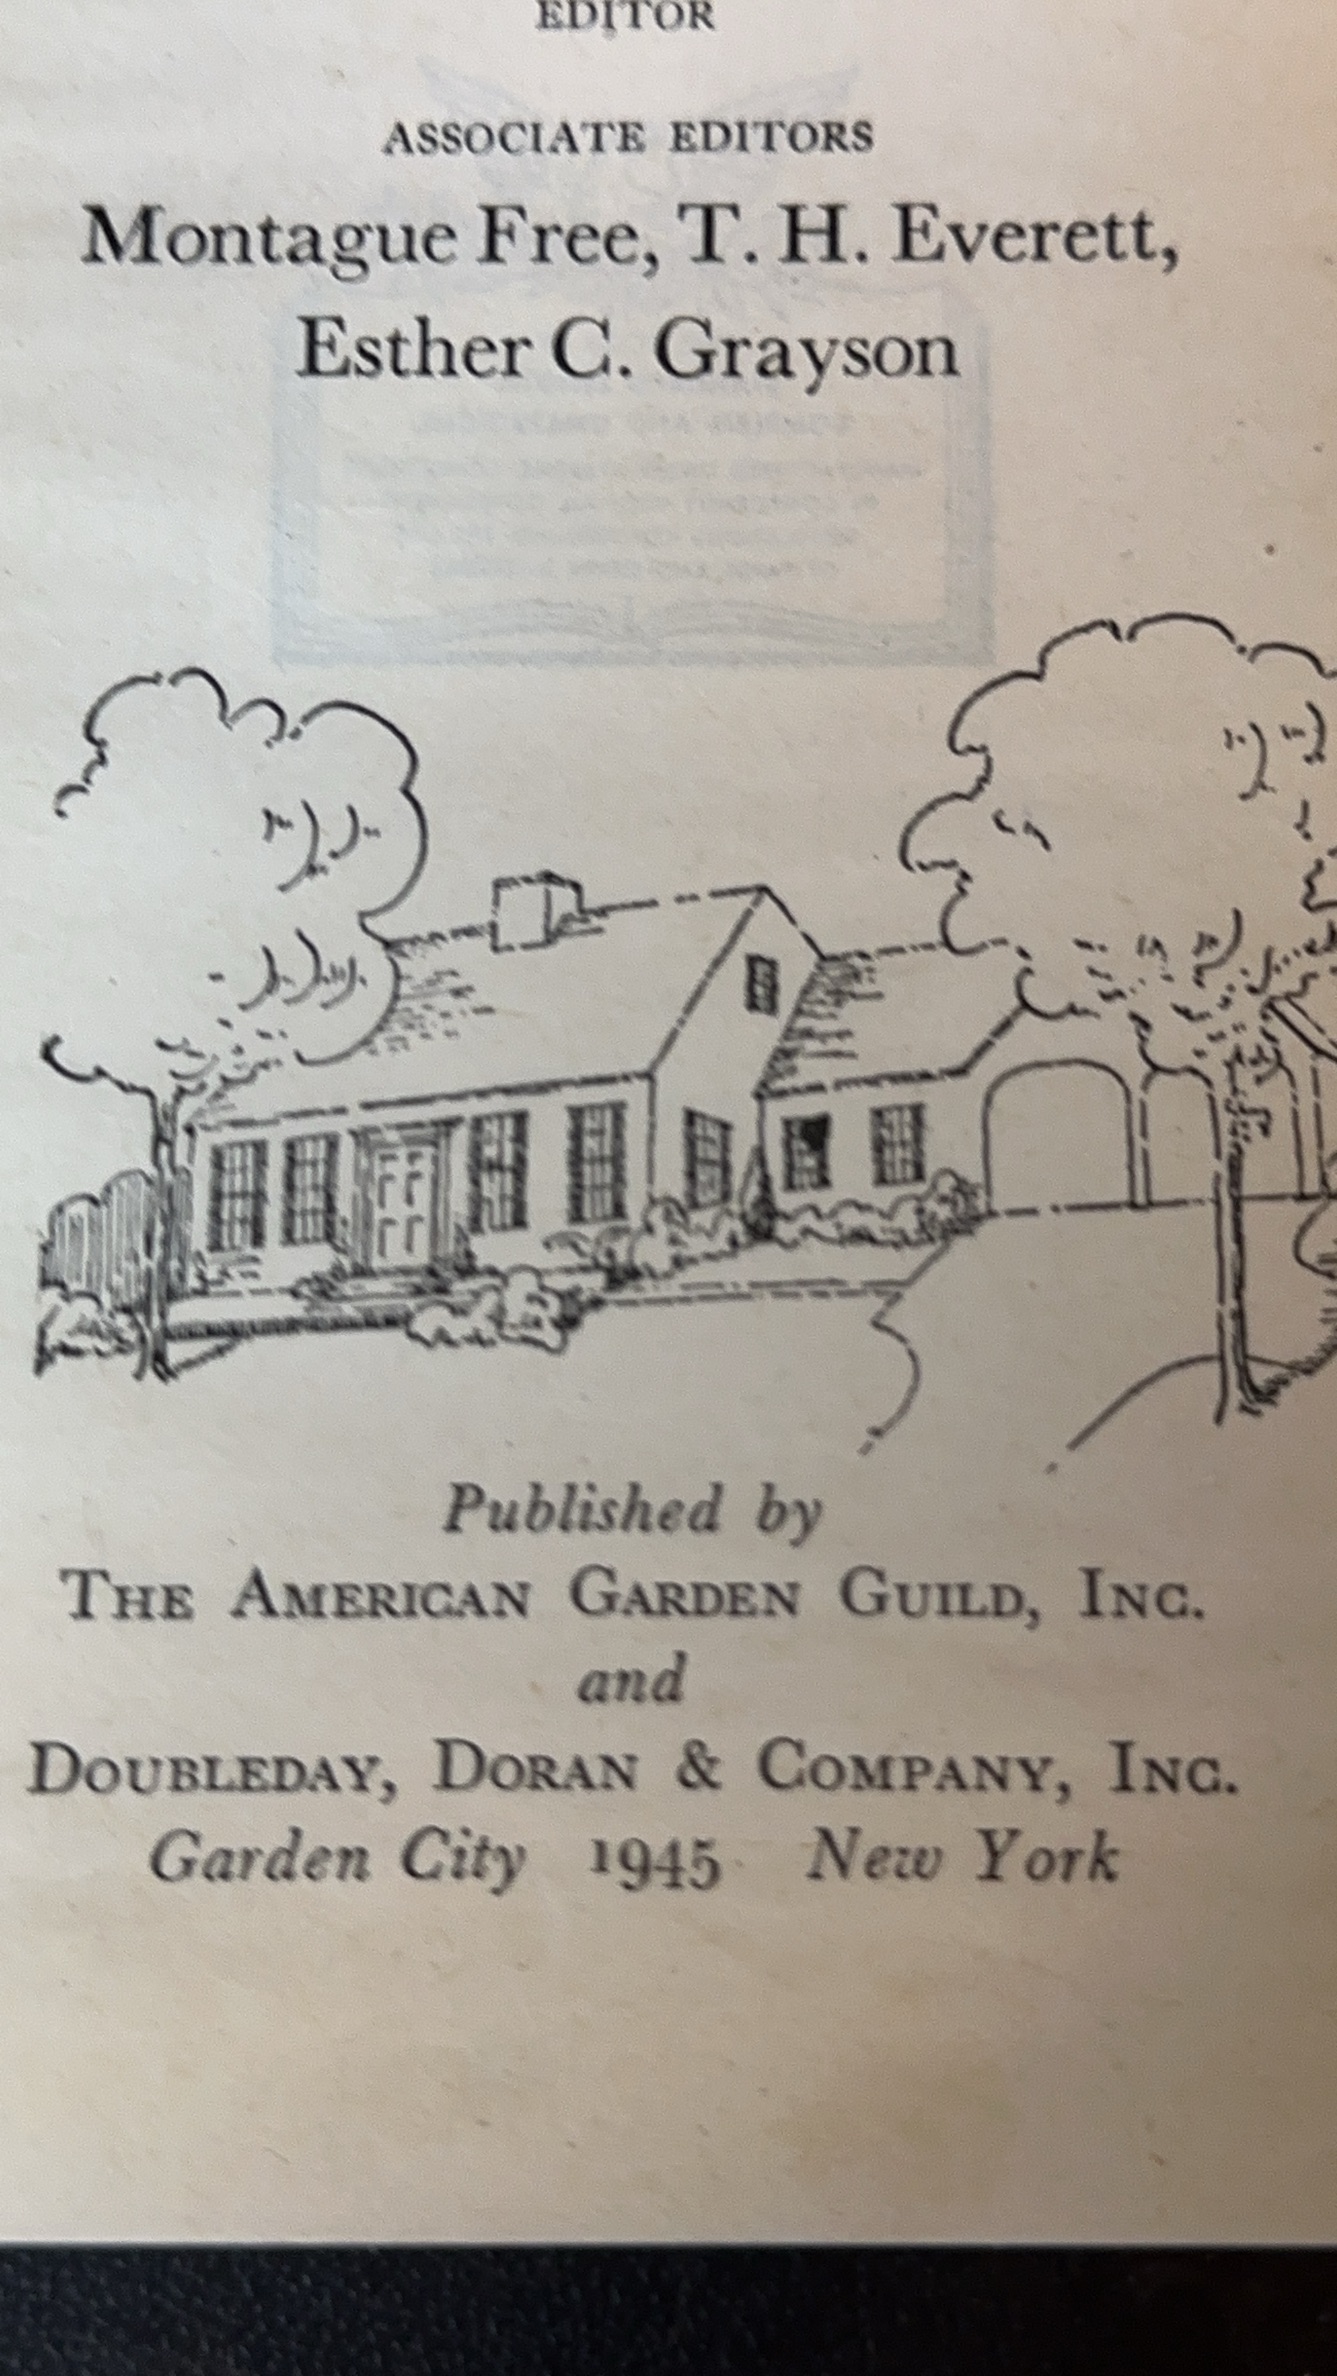 EDITOR
ASSOCIATE EDITORS
Montague Free, T. H. Everett,
Esther C. Grayson
Published by
THE AMERICAN GARDEN GUILD, INC.
and
DOUBLEDAY, DORAN & COMPANY, INC.
Garden City 1945 New York